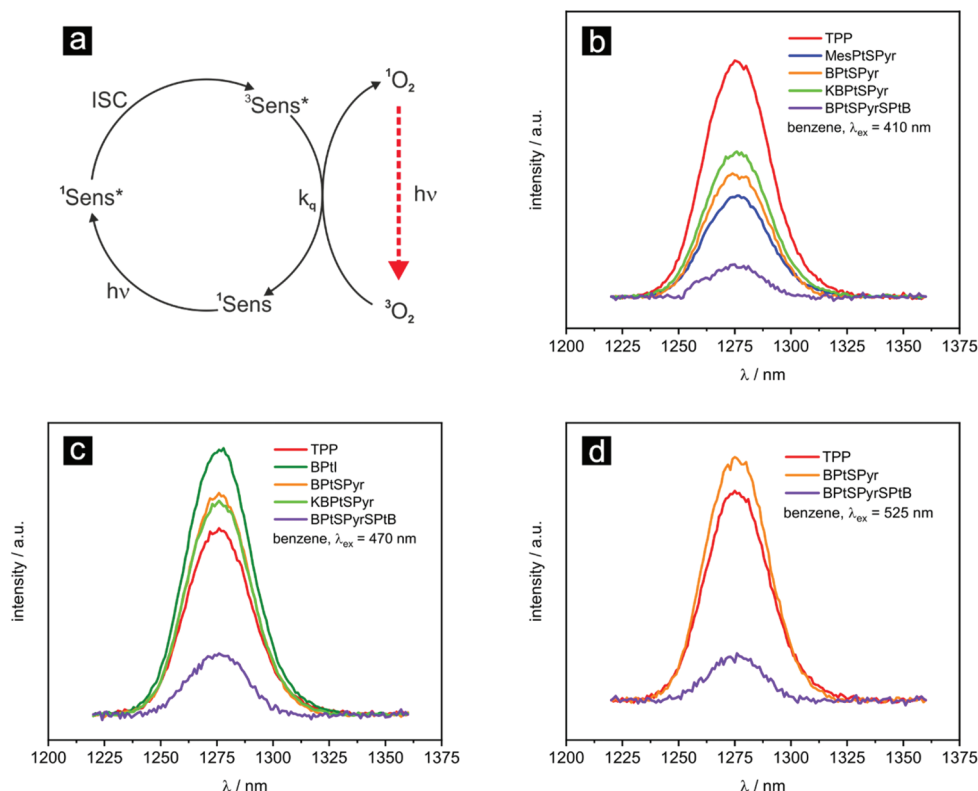 a
ISC
³Sens*
¹O₂
¹Sens*
k_q
hν
hν
¹Sens
³O₂
b
TPP
MesPtSPyr
BPtSPyr
KBPtSPyr
BPtSPyrSPtB
benzene, λ_ex = 410 nm
intensity / a.u.
1200 1225 1250 1275 1300 1325 1350 1375
λ / nm
c
TPP
BPtI
BPtSPyr
KBPtSPyr
BPtSPyrSPtB
benzene, λ_ex = 470 nm
intensity / a.u.
1200 1225 1250 1275 1300 1325 1350 1375
λ / nm
d
TPP
BPtSPyr
BPtSPyrSPtB
benzene, λ_ex = 525 nm
intensity / a.u.
1200 1225 1250 1275 1300 1325 1350 1375
λ / nm